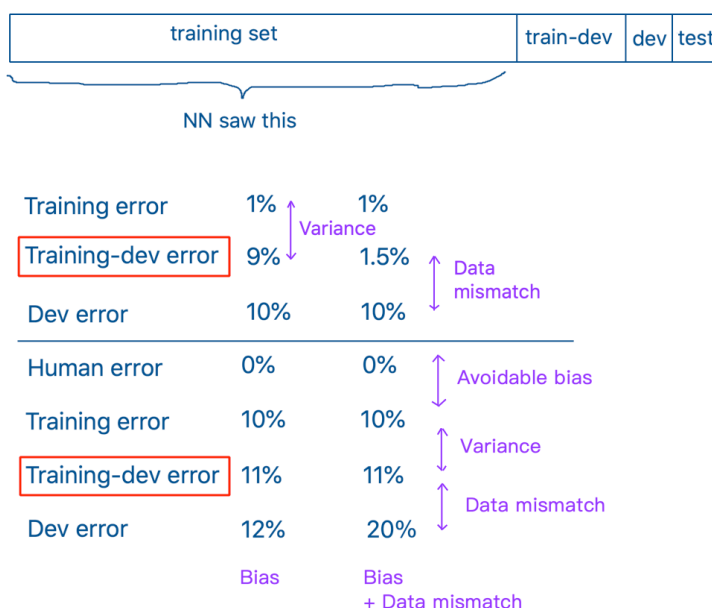 training set train-dev dev test
NN saw this
Training error 1% 1%
Variance
Training-dev error 9% 1.5%
Data
mismatch
Dev error 10% 10%
Human error 0% 0%
Avoidable bias
Training error 10% 10%
Variance
Training-dev error 11% 11%
Data mismatch
Dev error 12% 20%
Bias Bias
+ Data mismatch